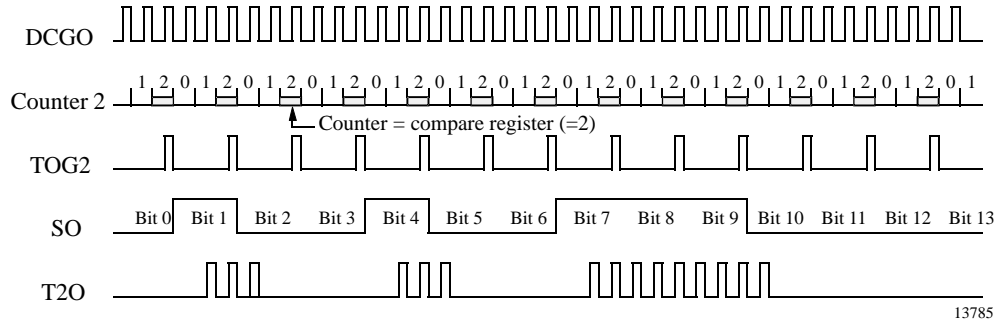 DCGO
Counter 2
1 2 0 1 2 0 1 2 0 1 2 0 1 2 0 1 2 0 1 2 0 1 2 0 1 2 0 1 2 0 1 2 0 1 2 0 1 2 0 1
Counter = compare register (=2)
TOG2
SO
Bit 0 Bit 1 Bit 2 Bit 3 Bit 4 Bit 5 Bit 6 Bit 7 Bit 8 Bit 9 Bit 10 Bit 11 Bit 12 Bit 13
T2O
13785